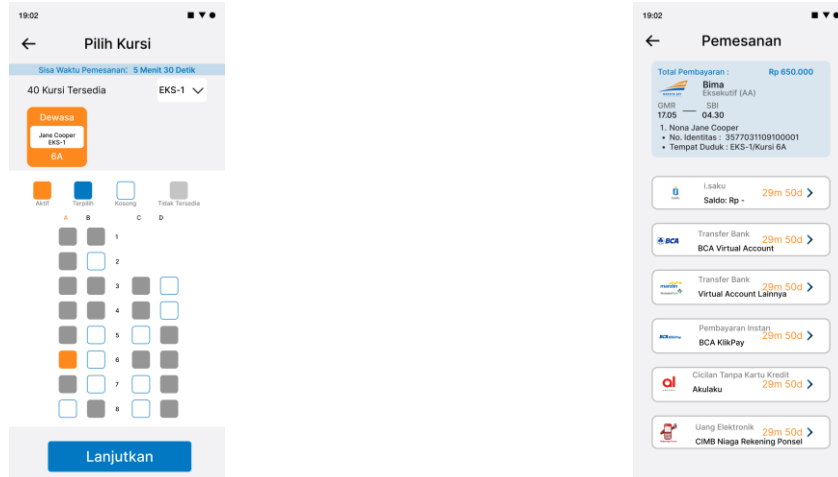 19:02
Pilih Kursi
Sisa Waktu Pemesanan: 5 Menit 30 Detik
40 Kursi Tersedia EKS-1
Dewasa
Jane Cooper
EKS-1
6A
Aktif Terpilih Kosong Tidak Tersedia
A B C D
1
2
3
4
5
6
7
8
Lanjutkan
19:02
Pemesanan
Total Pembayaran : Rp 650.000
Bima
Eksekutif (AA)
GMR SBI
17.05 04.30
1. Nona Jane Cooper
• No. Identitas : 3577031109100001
• Tempat Duduk : EKS-1/Kursi 6A
i.saku
29m 50d
Saldo: Rp -
Transfer Bank
29m 50d
BCA
BCA Virtual Account
Transfer Bank
29m 50d
mandiri
Virtual Account Lainnya
Pembayaran Instan
29m 50d
BCA KlikPay
Cicilan Tanpa Kartu Kredit
29m 50d
al
Akulaku
Uang Elektronik
29m 50d
CIMB Niaga Rekening Ponsel